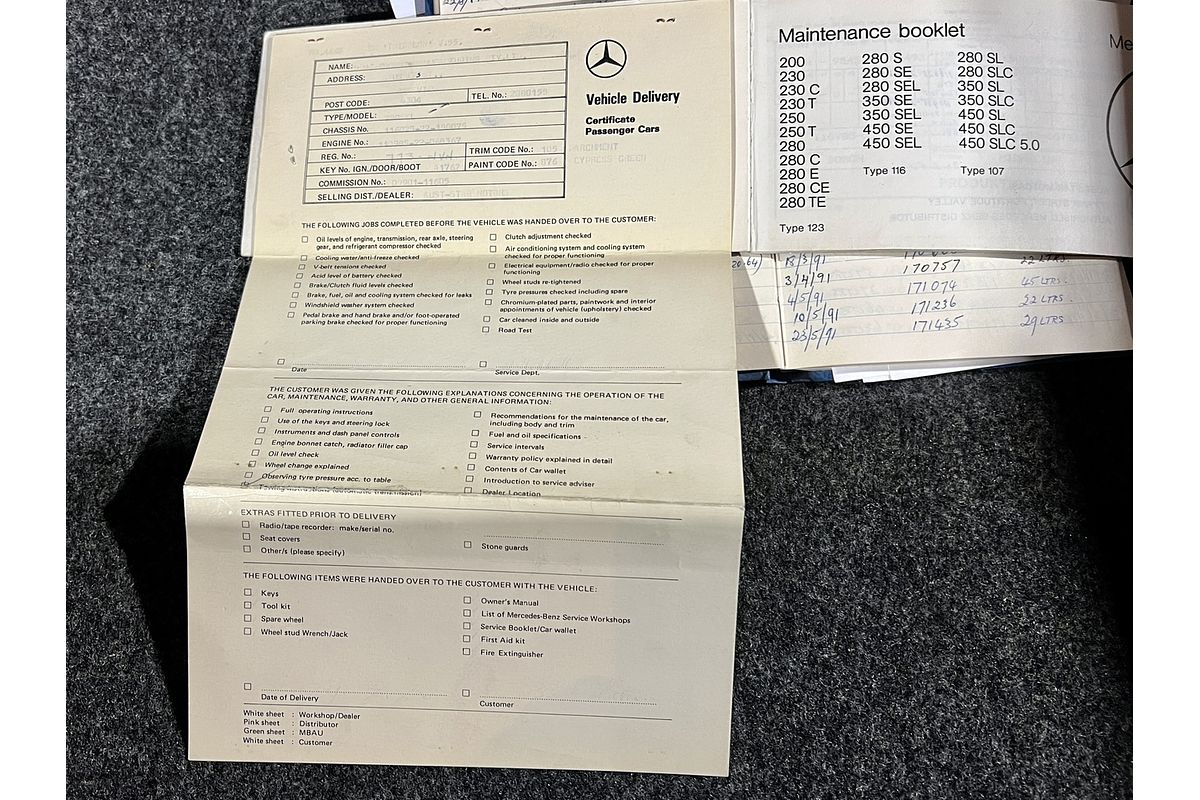 NAME:
ADDRESS:
POST CODE:
TEL. No.:
TYPE/MODEL:
CHASSIS No.
ENGINE No.:
REG. No.:
TRIM CODE No.:
KEY No. IGN./DOOR/BOOT
PAINT CODE No.: 876 CYPRESS GREEN
COMMISSION No.:
SELLING DIST./DEALER:
Vehicle Delivery
Certificate
Passenger Cars
THE FOLLOWING JOBS COMPLETED BEFORE THE VEHICLE WAS HANDED OVER TO THE CUSTOMER:
Oil levels of engine, transmission, rear axle, steering
gear, and refrigerant compressor checked
Cooling water/anti-freeze checked
V-belt tensions checked
Acid level of battery checked
Brake/Clutch fluid levels checked
Brake, fuel, oil and cooling system checked for leaks
Windshield washer system checked
Pedal brake and hand brake and/or foot-operated
parking brake checked for proper functioning
Clutch adjustment checked
Air conditioning system and cooling system
checked for proper functioning
Electrical equipment/radio checked for proper
functioning
Wheel studs re-tightened
Tyre pressures checked including spare
Chromium-plated parts, paintwork and interior
appointments of vehicle (upholstery) checked
Car cleaned inside and outside
Road Test
Date
Service Dept.
THE CUSTOMER WAS GIVEN THE FOLLOWING EXPLANATIONS CONCERNING THE OPERATION OF THE
CAR, MAINTENANCE, WARRANTY, AND OTHER GENERAL INFORMATION:
Full operating instructions
Use of the keys and steering lock
Instruments and dash panel controls
Engine bonnet catch, radiator filler cap
Oil level check
Wheel change explained
Observing tyre pressure acc. to table
Towing instructions (automatic transmission)
Recommendations for the maintenance of the car,
including body and trim
Fuel and oil specifications
Service intervals
Warranty policy explained in detail
Contents of Car wallet
Introduction to service adviser
Dealer Location
EXTRAS FITTED PRIOR TO DELIVERY
Radio/tape recorder: make/serial no.
Seat covers
Other/s (please specify)
Stone guards
THE FOLLOWING ITEMS WERE HANDED OVER TO THE CUSTOMER WITH THE VEHICLE:
Keys
Tool kit
Spare wheel
Wheel stud Wrench/Jack
Owner's Manual
List of Mercedes-Benz Service Workshops
Service Booklet/Car wallet
First Aid kit
Fire Extinguisher
Date of Delivery
Customer
White sheet : Workshop/Dealer
Pink sheet : Distributor
Green sheet : MBAU
White sheet : Customer
Maintenance booklet
200
230
230 C
230 T
250
250 T
280
280 C
280 E
280 CE
280 TE
Type 123
280 S
280 SE
280 SEL
350 SE
350 SEL
450 SE
450 SEL
Type 116
280 SL
280 SLC
350 SL
350 SLC
450 SL
450 SLC
450 SLC 5.0
Type 107
Me
18/3/91
3/4/91 170757 22 LTRS.
4/5/91 171074 45 LTRS.
10/5/91 171236 22 LTRS.
23/5/91 171435 29 LTRS